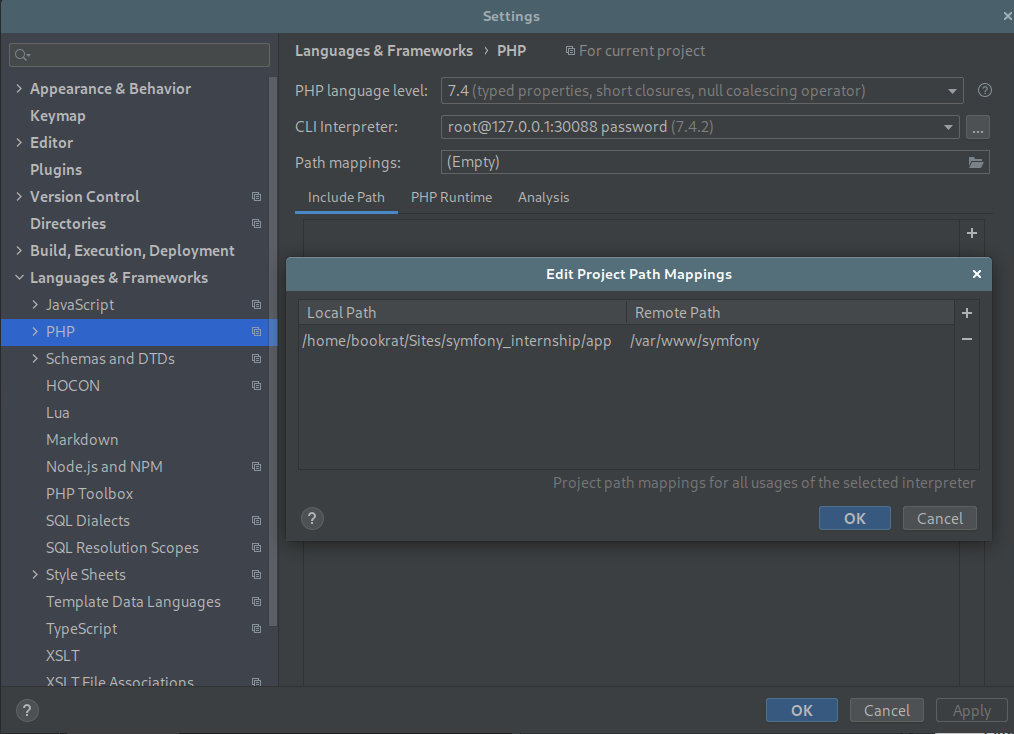 Settings
Languages & Frameworks › PHP For current project
Appearance & Behavior
Keymap
Editor
Plugins
Version Control
Directories
Build, Execution, Deployment
Languages & Frameworks
JavaScript
PHP
Schemas and DTDs
HOCON
Lua
Markdown
Node.js and NPM
PHP Toolbox
SQL Dialects
SQL Resolution Scopes
Style Sheets
Template Data Languages
TypeScript
XSLT
XSLT File Associations
PHP language level: 7.4 (typed properties, short closures, null coalescing operator)
CLI Interpreter: root@127.0.0.1:30088 password (7.4.2) ...
Path mappings: (Empty)
Include Path PHP Runtime Analysis
Edit Project Path Mappings
Local Path Remote Path
/home/bookrat/Sites/symfony_internship/app /var/www/symfony
Project path mappings for all usages of the selected interpreter
? OK Cancel
? OK Cancel Apply